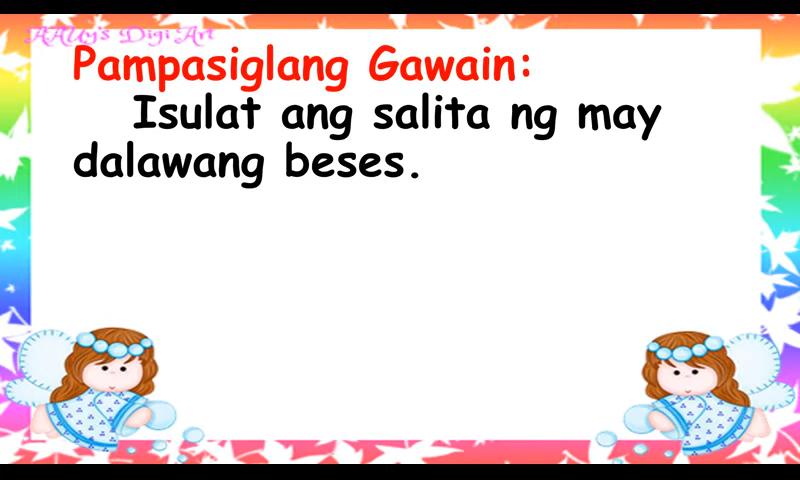 AAUy's Digi Art
Pampasiglang Gawain:
Isulat ang salita ng may
dalawang beses.